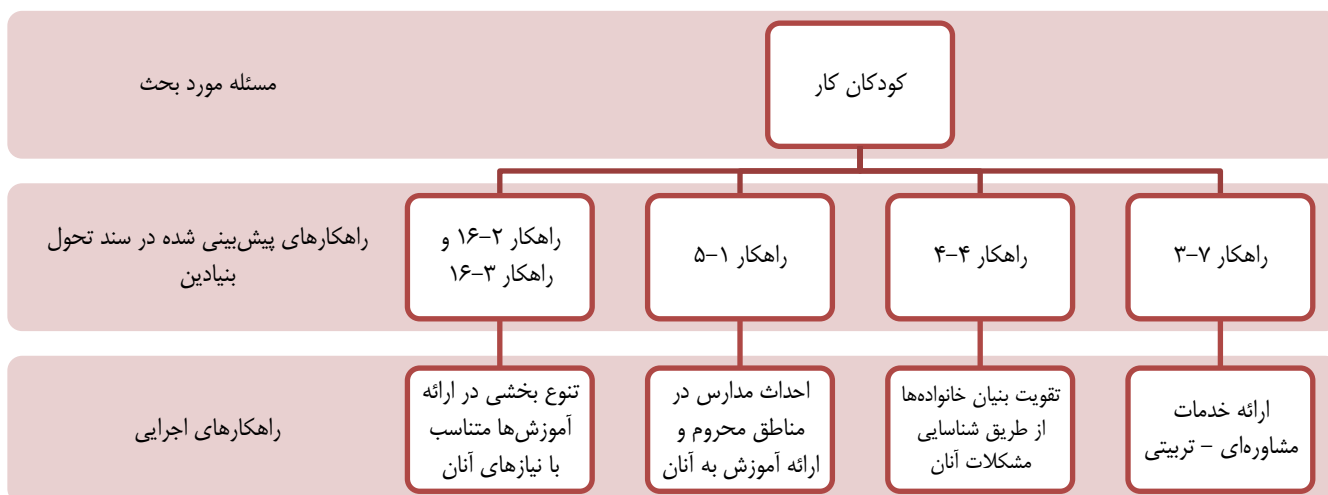 مسئله مورد بحث
کودکان کار
راهکارهای پیش‌بینی شده در سند تحول
بنیادین
راهکار ۷-۳
راهکار ۴-۴
راهکار ۱-۵
راهکار ۲-۱۶ و
راهکار ۳-۱۶
راهکارهای اجرایی
ارائه خدمات
مشاوره‌ای - تربیتی
تقویت بنیان خانواده‌ها
از طریق شناسایی
مشکلات آنان
احداث مدارس در
مناطق محروم و
ارائه آموزش به آنان
تنوع بخشی در ارائه
آموزش‌ها متناسب
با نیازهای آنان